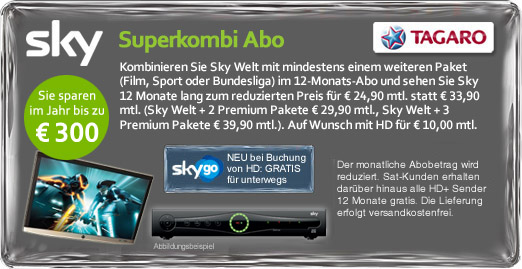 sky Superkombi Abo TAGARO
Kombinieren Sie Sky Welt mit mindestens einem weiteren Paket
(Film, Sport oder Bundesliga) im 12-Monats-Abo und sehen Sie Sky
12 Monate lang zum reduzierten Preis für € 24,90 mtl. statt € 33,90
mtl. (Sky Welt + 2 Premium Pakete € 29,90 mtl., Sky Welt + 3
Premium Pakete € 39,90 mtl.). Auf Wunsch mit HD für € 10,00 mtl.
Sie sparen
im Jahr bis zu
€ 300
sky go
NEU bei Buchung
von HD: GRATIS
für unterwegs
Der monatliche Abobetrag wird
reduziert. Sat-Kunden erhalten
darüber hinaus alle HD+ Sender
12 Monate gratis. Die Lieferung
erfolgt versandkostenfrei.
sky
Abbildungsbeispiel